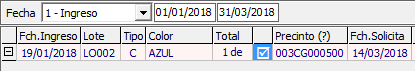 Fecha 1 - Ingreso 01/01/2018 31/03/2018
Fch.Ingreso Lote Tipo Color Total Precinto (?) Fch.Solicita
19/01/2018 LO002 C AZUL 1 de 003CG000500 14/03/2018